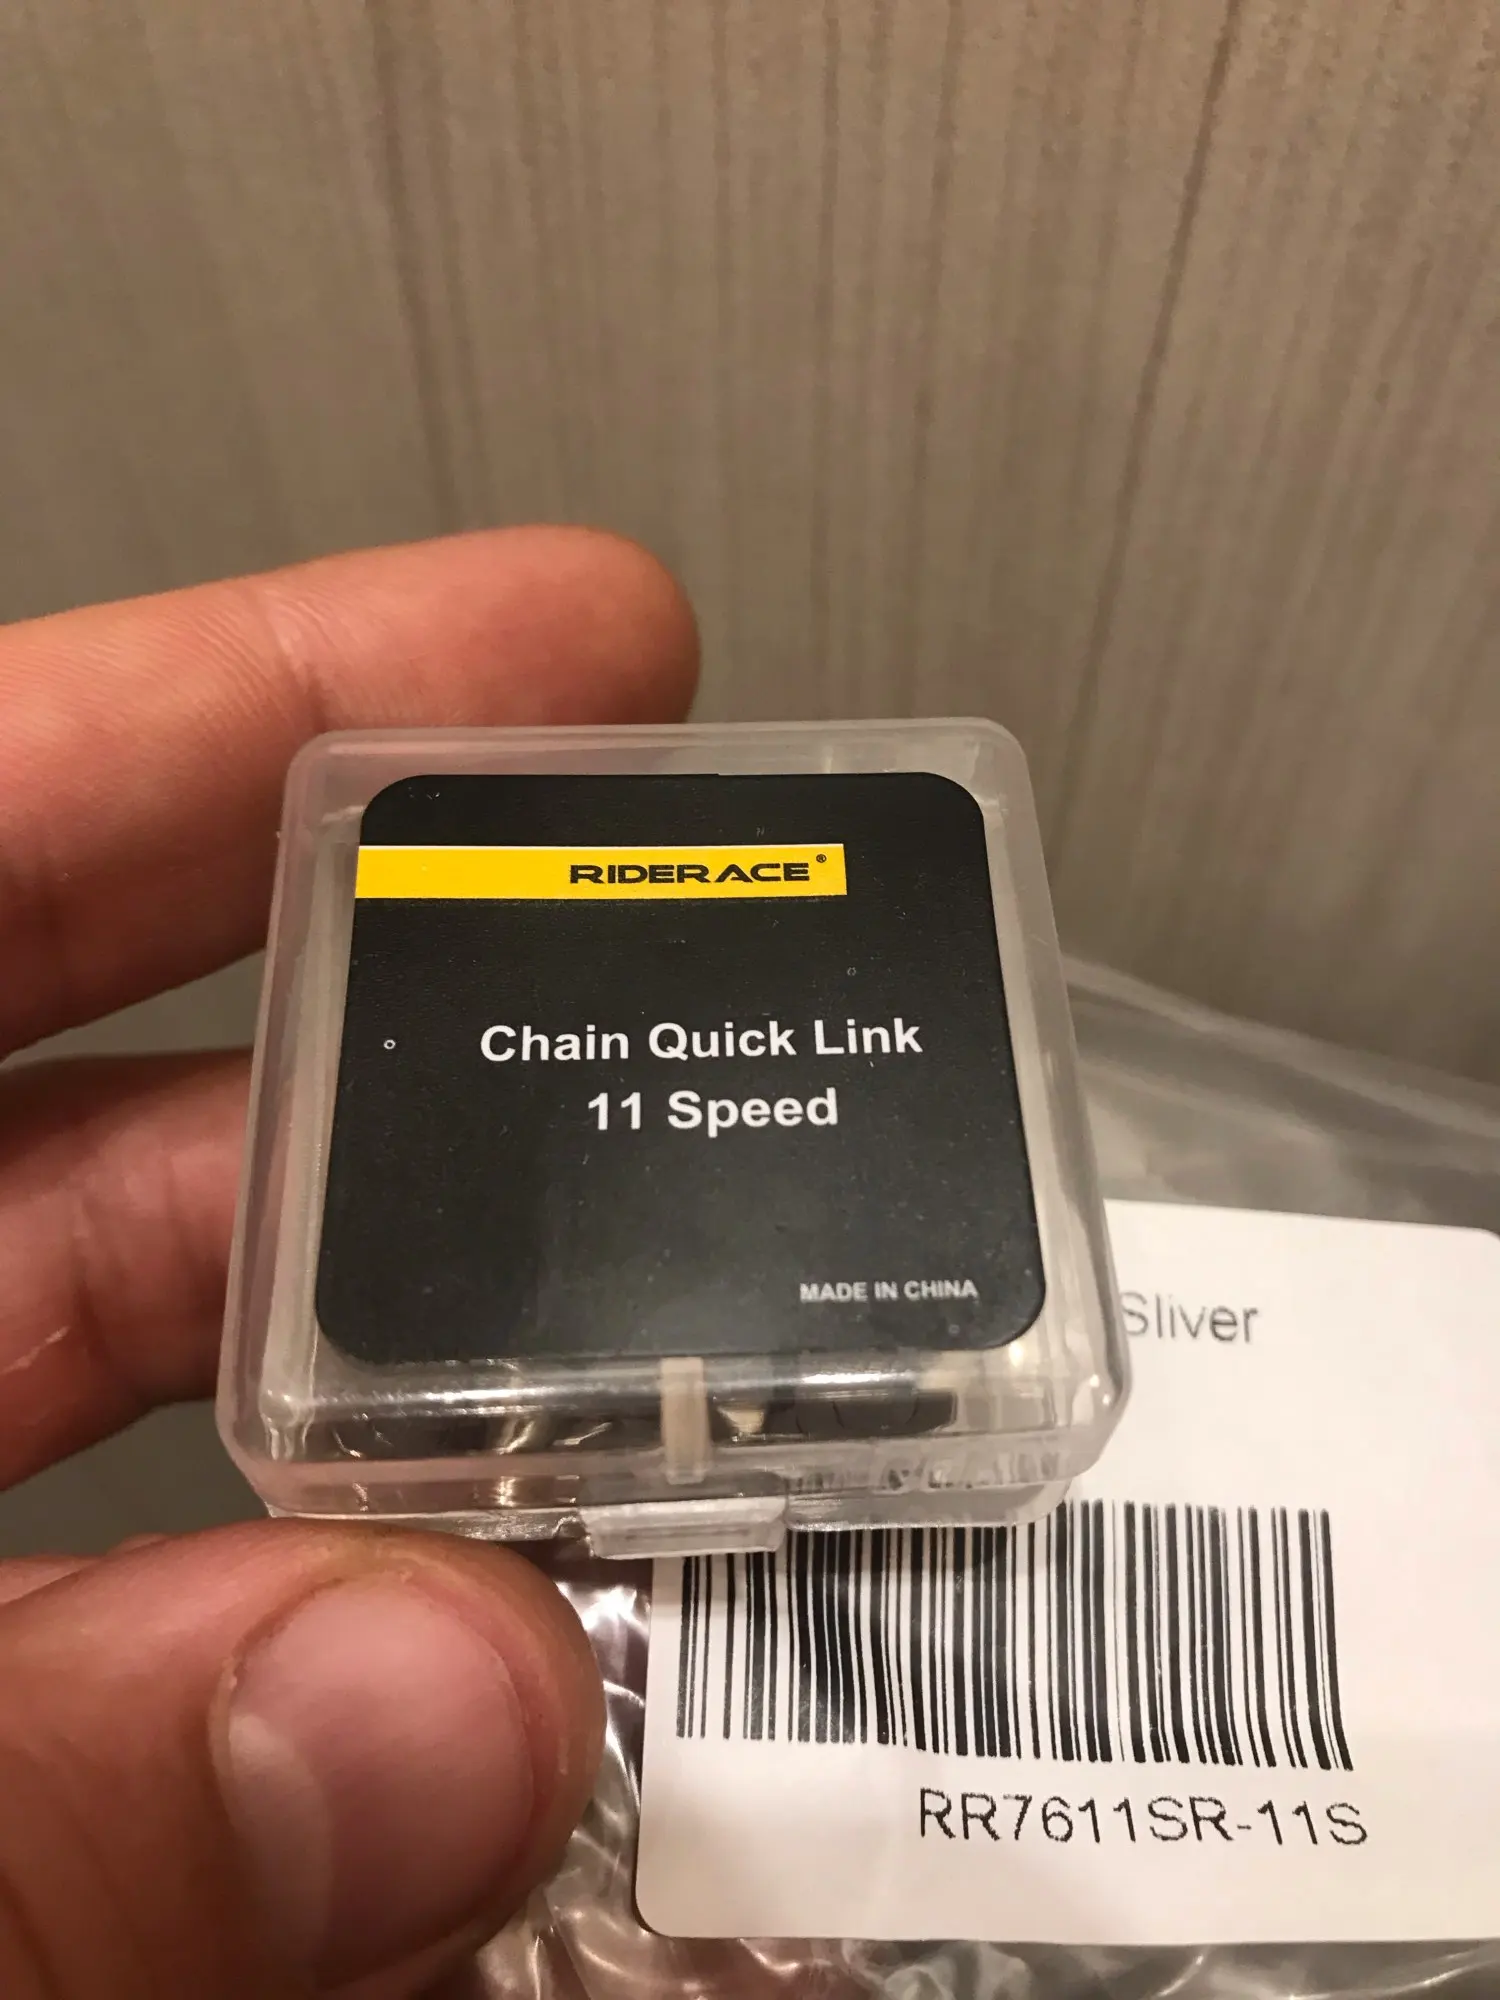 RIDERACE®
Chain Quick Link
11 Speed
MADE IN CHINA
Sliver
RR7611SR-11S